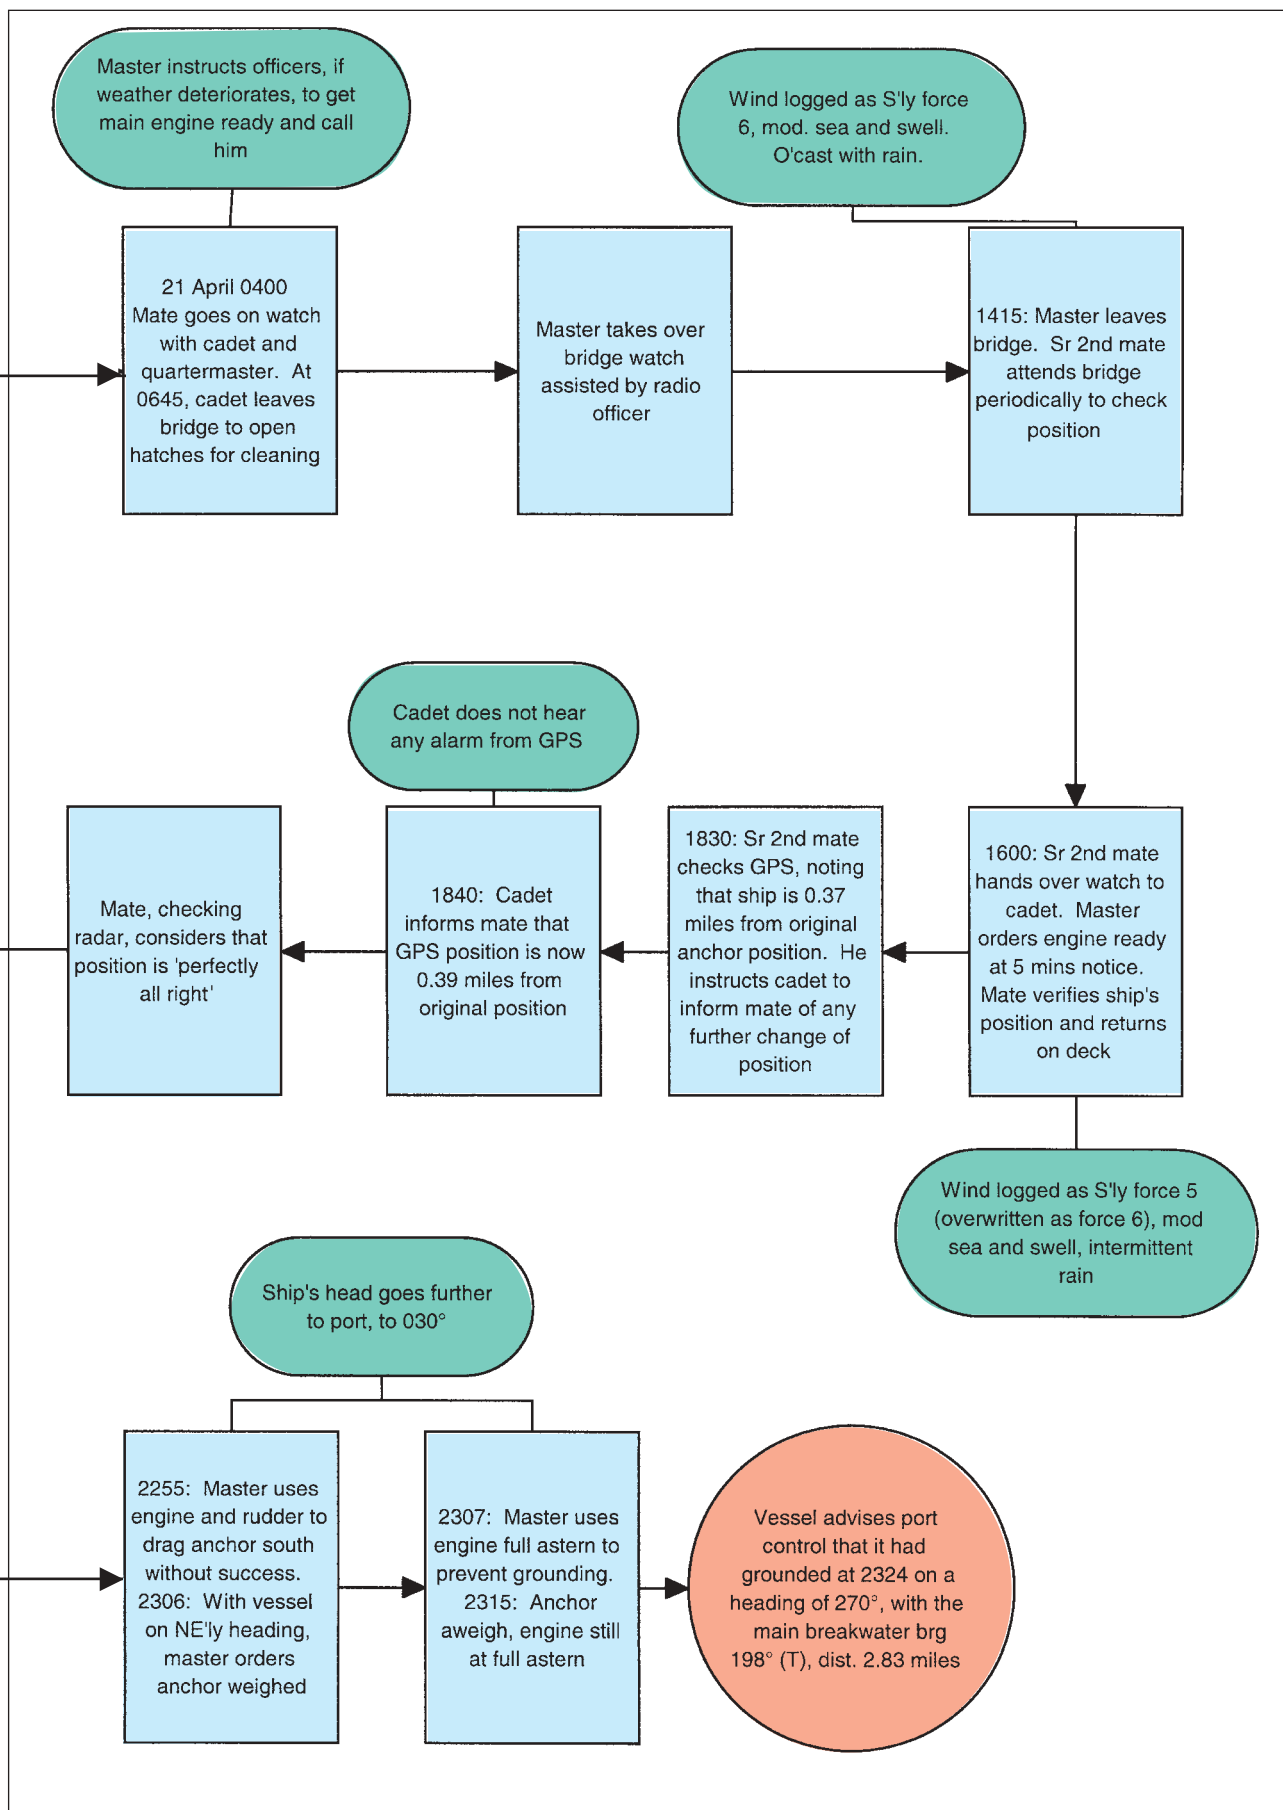 Master instructs officers, if
weather deteriorates, to get
main engine ready and call
him
Wind logged as S'ly force
6, mod. sea and swell.
O'cast with rain.
21 April 0400
Mate goes on watch
with cadet and
quartermaster. At
0645, cadet leaves
bridge to open
hatches for cleaning
Master takes over
bridge watch
assisted by radio
officer
1415: Master leaves
bridge. Sr 2nd mate
attends bridge
periodically to check
position
Cadet does not hear
any alarm from GPS
Mate, checking
radar, considers that
position is 'perfectly
all right'
1840: Cadet
informs mate that
GPS position is now
0.39 miles from
original position
1830: Sr 2nd mate
checks GPS, noting
that ship is 0.37
miles from original
anchor position. He
instructs cadet to
inform mate of any
further change of
position
1600: Sr 2nd mate
hands over watch to
cadet. Master
orders engine ready
at 5 mins notice.
Mate verifies ship's
position and returns
on deck
Wind logged as S'ly force 5
(overwritten as force 6), mod
sea and swell, intermittent
rain
Ship's head goes further
to port, to 030°
2255: Master uses
engine and rudder to
drag anchor south
without success.
2306: With vessel
on NE'ly heading,
master orders
anchor weighed
2307: Master uses
engine full astern to
prevent grounding.
2315: Anchor
aweigh, engine still
at full astern
Vessel advises port
control that it had
grounded at 2324 on a
heading of 270°, with the
main breakwater brg
198° (T), dist. 2.83 miles